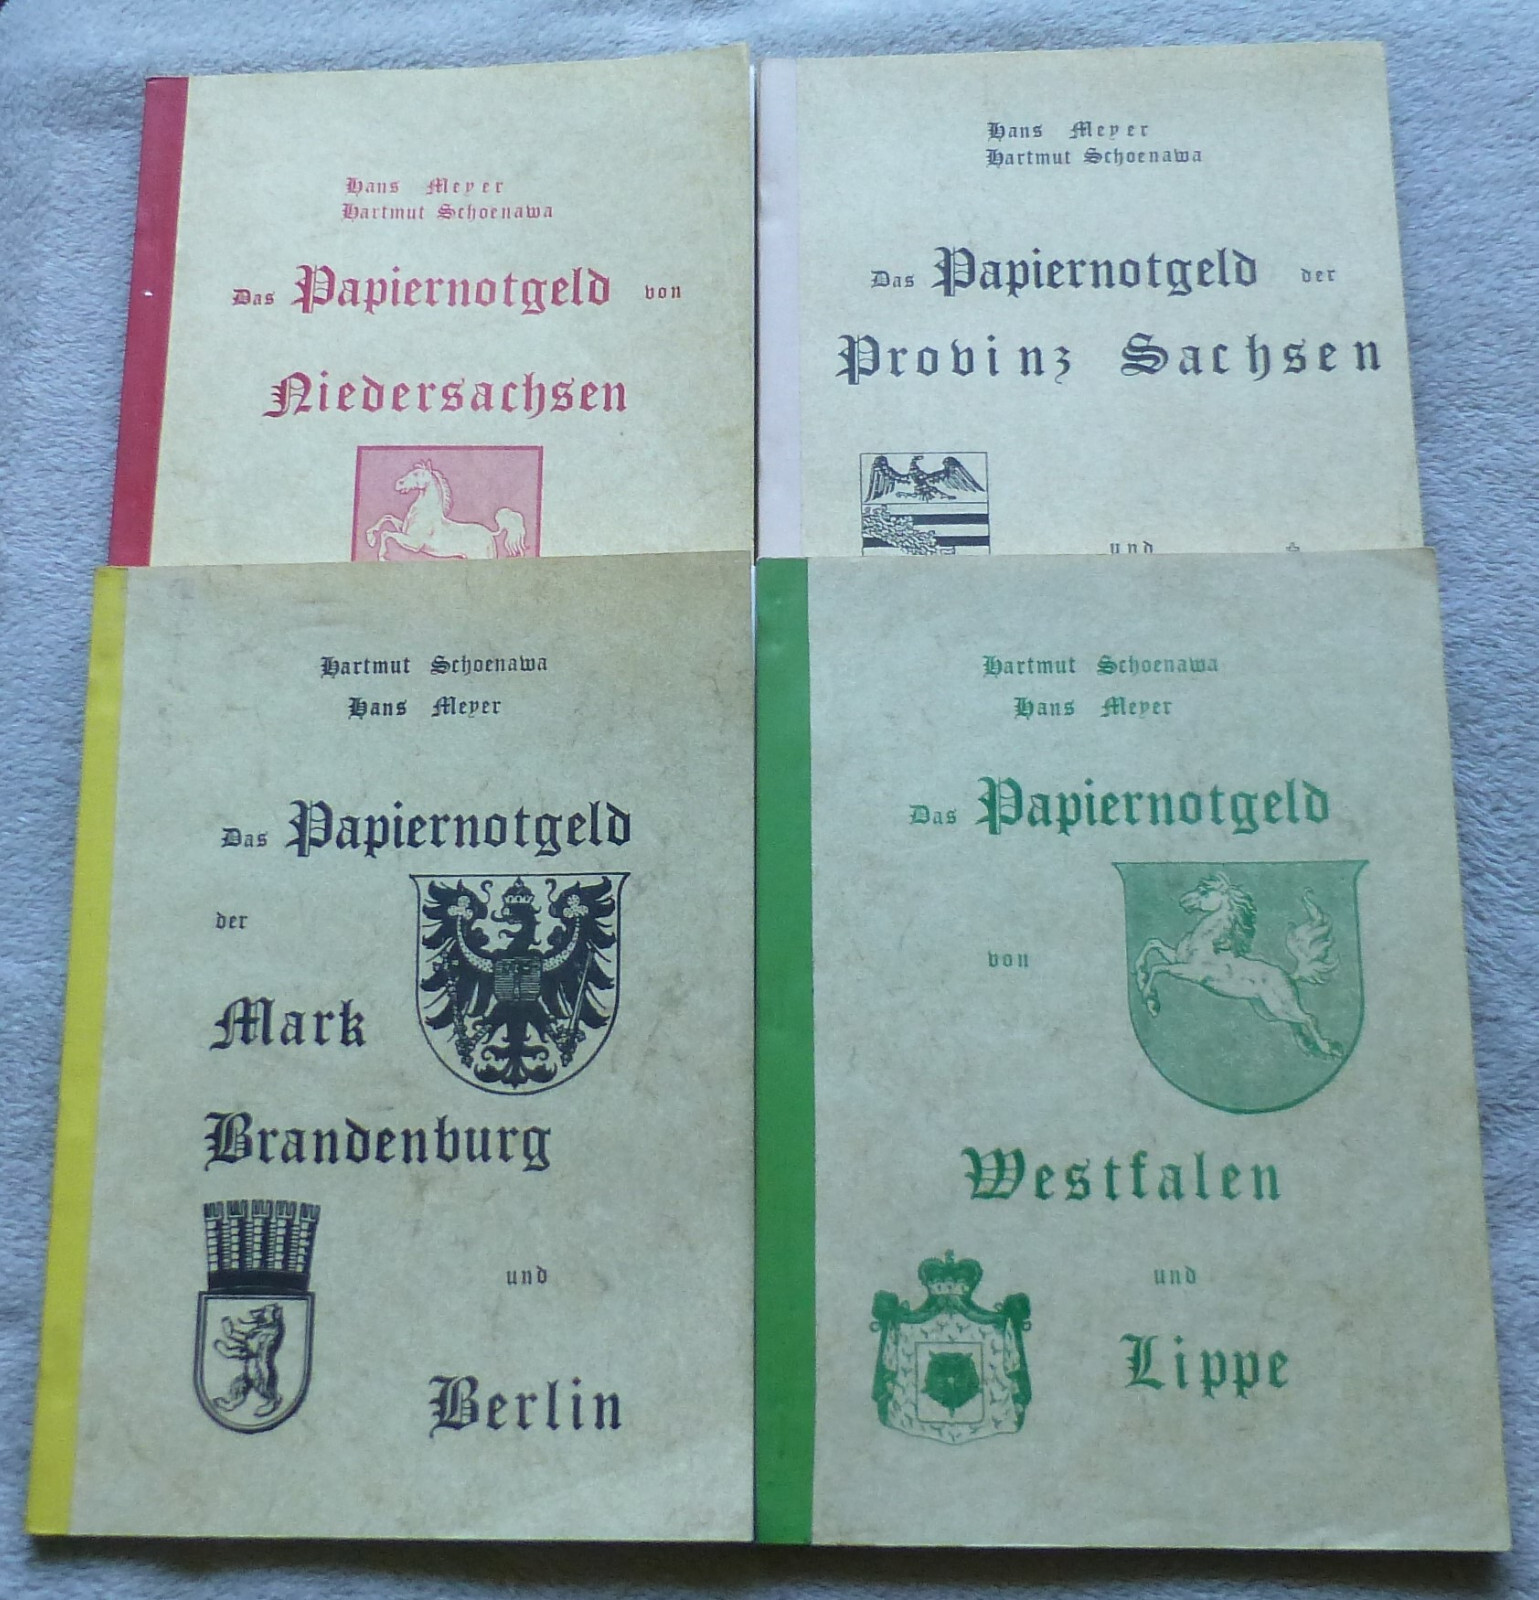 Hans Meyer
Hartmut Schoenawa
Das Papiernotgeld von
Niedersachsen
Hans Meyer
Hartmut Schoenawa
Das Papiernotgeld der
Provinz Sachsen
und
Hartmut Schoenawa
Hans Meyer
Das Papiernotgeld
der
Mark
Brandenburg
und
Berlin
Hartmut Schoenawa
Hans Meyer
Das Papiernotgeld
von
Westfalen
und
Lippe